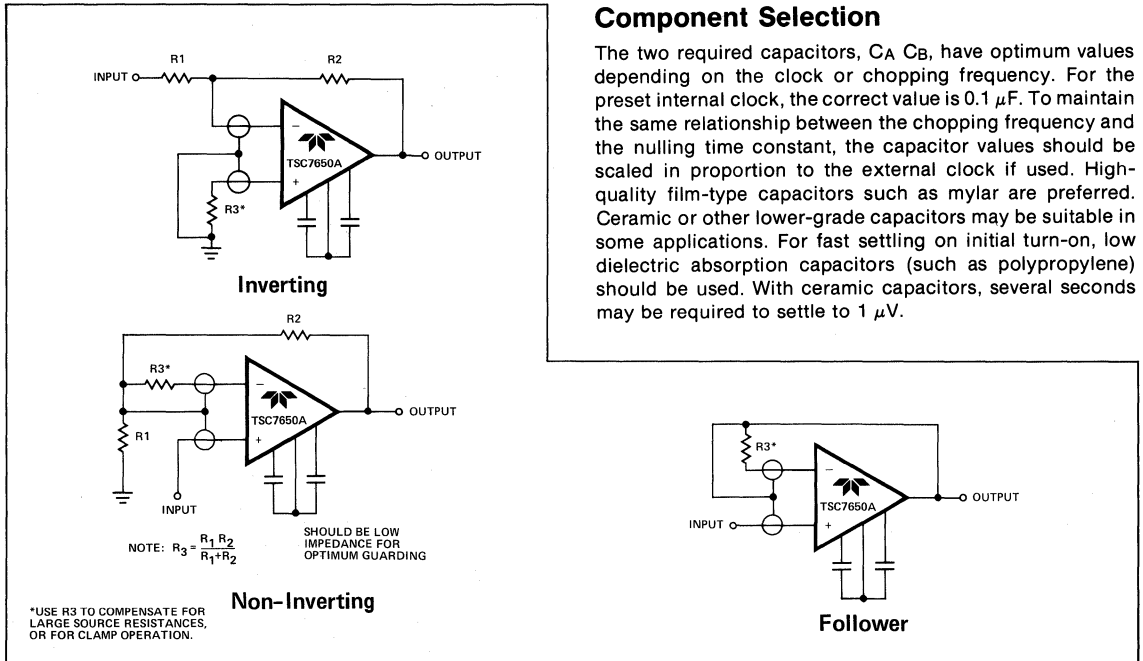 Component Selection
The two required capacitors, CA CB, have optimum values
depending on the clock or chopping frequency. For the
preset internal clock, the correct value is 0.1 μF. To maintain
the same relationship between the chopping frequency and
the nulling time constant, the capacitor values should be
scaled in proportion to the external clock if used. High-
quality film-type capacitors such as mylar are preferred.
Ceramic or other lower-grade capacitors may be suitable in
some applications. For fast settling on initial turn-on, low
dielectric absorption capacitors (such as polypropylene)
should be used. With ceramic capacitors, several seconds
may be required to settle to 1 μV.
R1
R2
INPUT
−
TSC7650A
OUTPUT
+
R3*
Inverting
R2
R3*
−
TSC7650A
OUTPUT
R1
+
INPUT
NOTE: R3 = R1 R2
R1+R2
SHOULD BE LOW
IMPEDANCE FOR
OPTIMUM GUARDING
Non-Inverting
*USE R3 TO COMPENSATE FOR
LARGE SOURCE RESISTANCES,
OR FOR CLAMP OPERATION.
R3*
−
TSC7650A
OUTPUT
INPUT
+
Follower